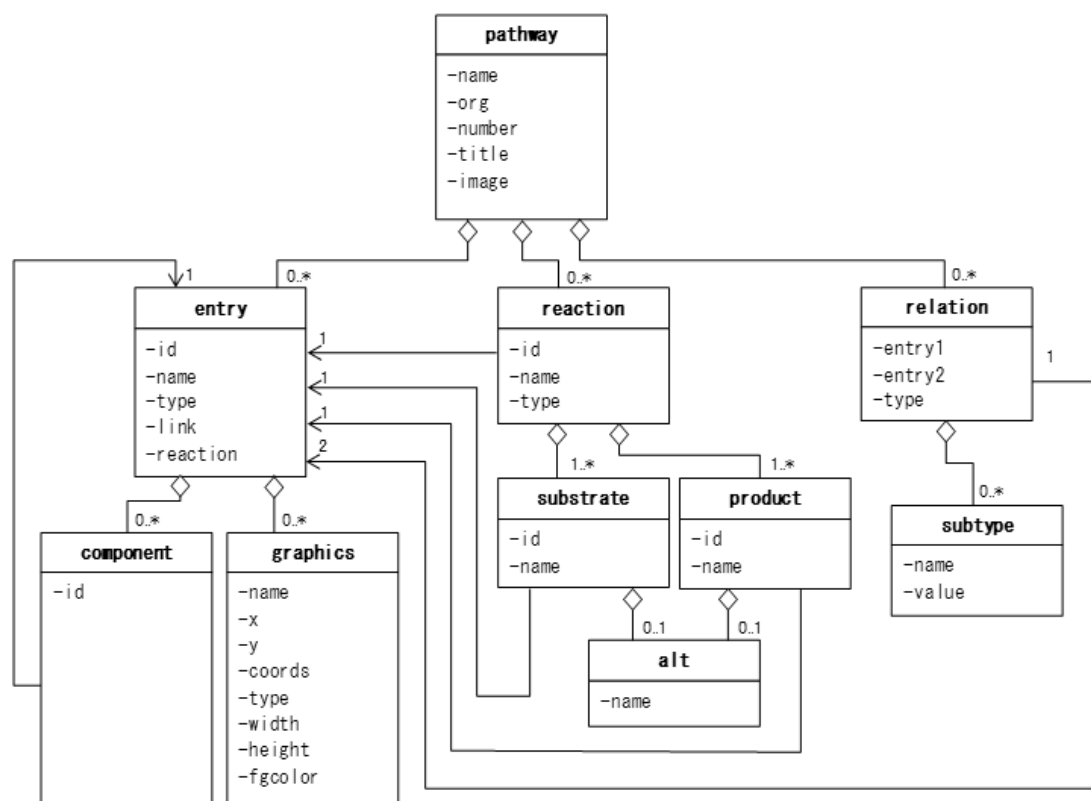 pathway
-name
-org
-number
-title
-image
1
0..*
0..*
0..*
entry
-id
-name
-type
-link
-reaction
1
1
1
2
reaction
-id
-name
-type
relation
-entry1
-entry2
-type
1
0..*
0..*
1..*
1..*
0..*
component
-id
graphics
-name
-x
-y
-coords
-type
-width
-height
-fgcolor
substrate
-id
-name
product
-id
-name
subtype
-name
-value
0..1
0..1
alt
-name